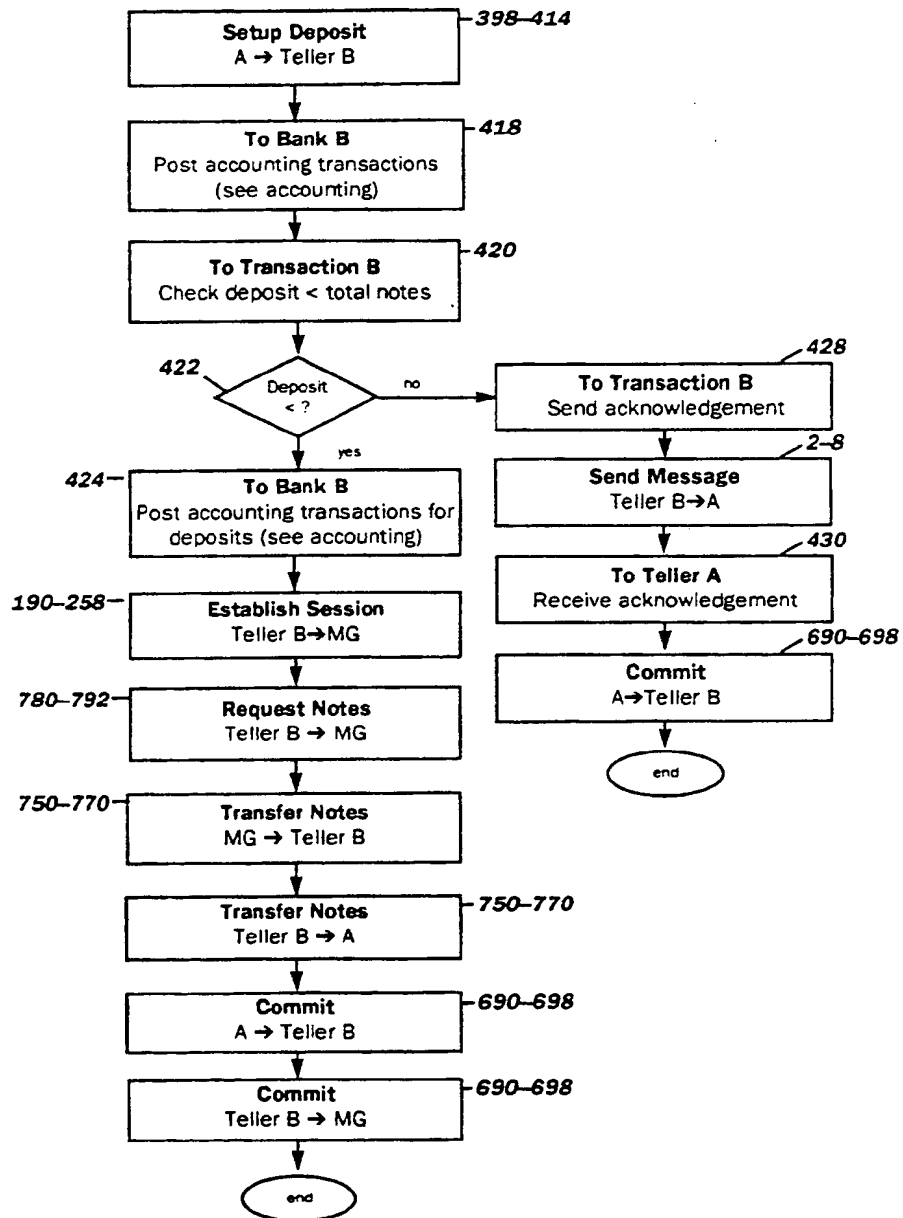 Setup Deposit
A → Teller B
398–414
To Bank B
Post accounting transactions
(see accounting)
418
To Transaction B
Check deposit < total notes
420
422
Deposit
< ?
no
yes
428
To Transaction B
Send acknowledgement
2–8
Send Message
Teller B→A
430
To Teller A
Receive acknowledgement
690–698
Commit
A→Teller B
end
424
To Bank B
Post accounting transactions for
deposits (see accounting)
190–258
Establish Session
Teller B→MG
780–792
Request Notes
Teller B → MG
750–770
Transfer Notes
MG → Teller B
Transfer Notes
Teller B → A
750–770
Commit
A → Teller B
690–698
Commit
Teller B → MG
690–698
end